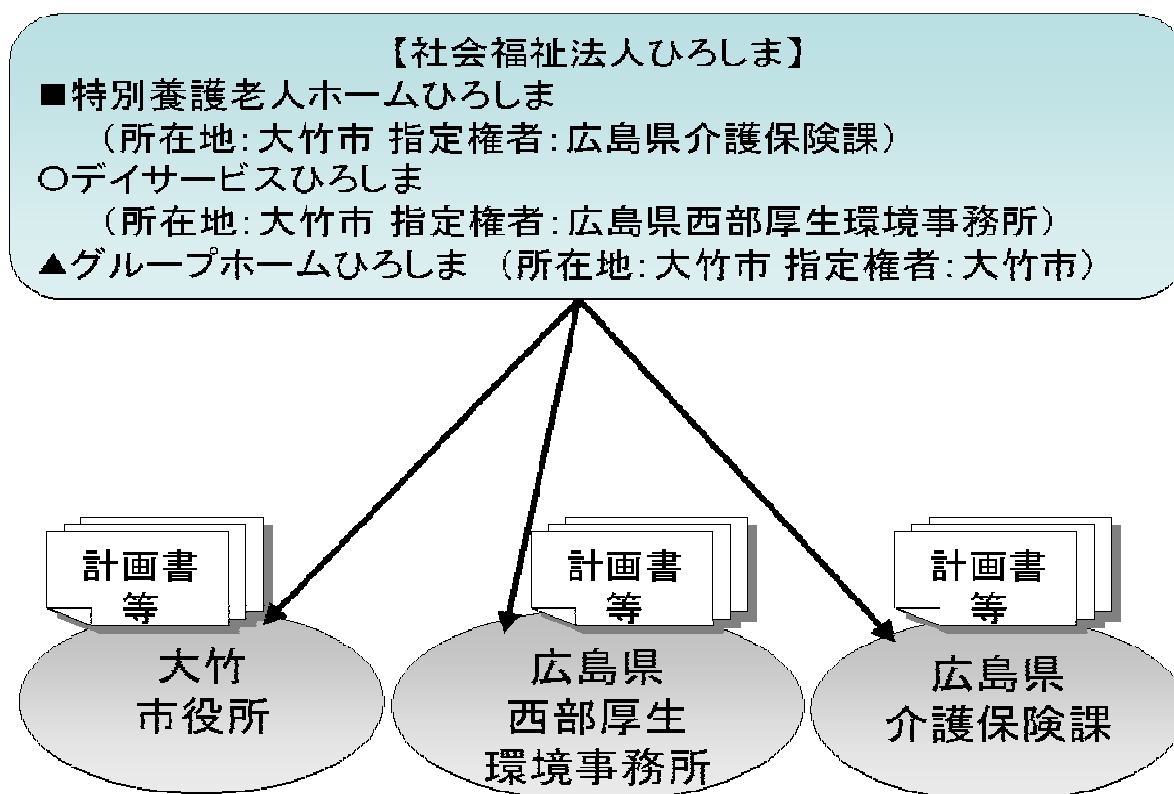 【社会福祉法人ひろしま】
■特別養護老人ホームひろしま
(所在地:大竹市 指定権者:広島県介護保険課)
○デイサービスひろしま
(所在地:大竹市 指定権者:広島県西部厚生環境事務所)
▲グループホームひろしま (所在地:大竹市 指定権者:大竹市)
計画書
等
計画書
等
計画書
等
大竹
市役所
広島県
西部厚生
環境事務所
広島県
介護保険課